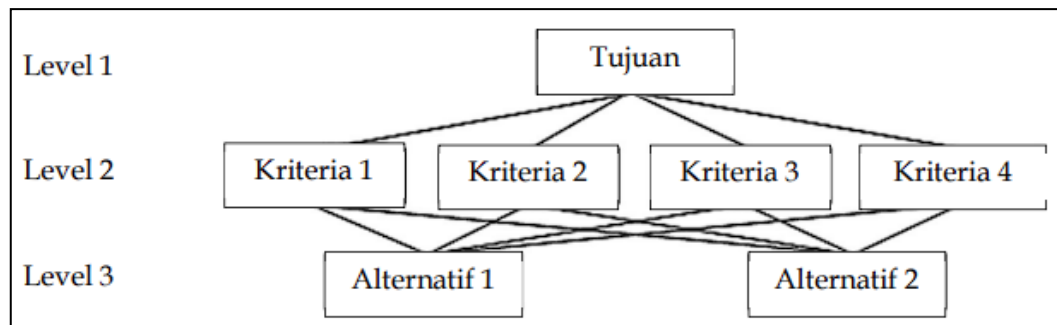 Level 1
Tujuan
Level 2
Kriteria 1
Kriteria 2
Kriteria 3
Kriteria 4
Level 3
Alternatif 1
Alternatif 2